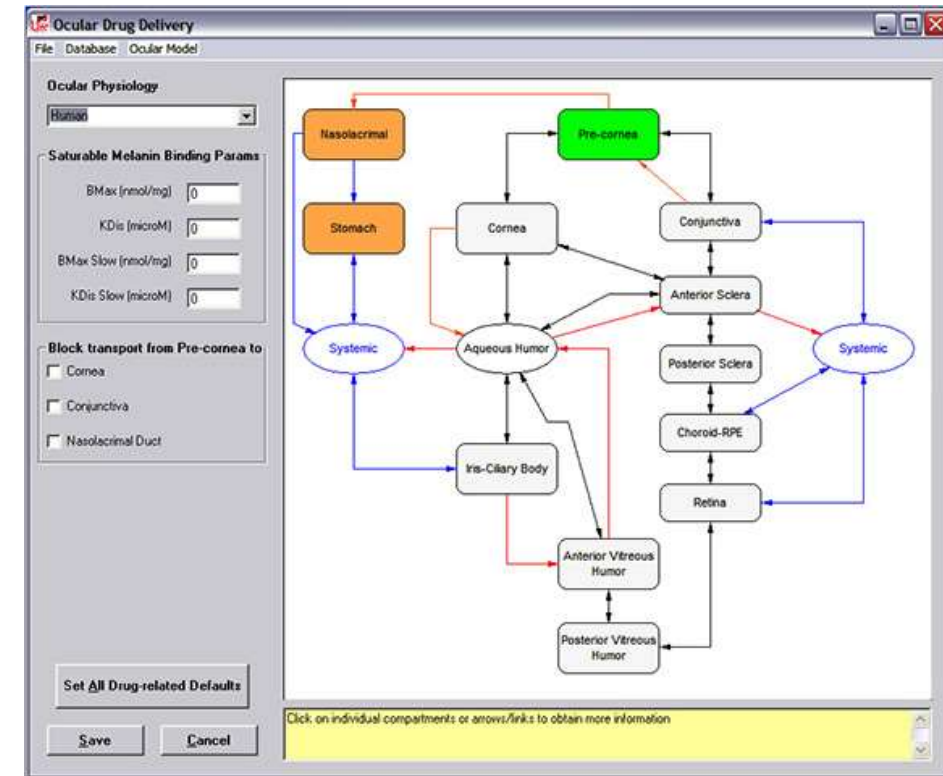 Ocular Drug Delivery
File Database Ocular Model
Ocular Physiology
Human
Saturable Melanin Binding Params
BMax (nmol/mg) 0
KDis (microM) 0
BMax Slow (nmol/mg) 0
KDis Slow (microM) 0
Block transport from Pre-cornea to
Cornea
Conjunctiva
Nasolacrimal Duct
Set All Drug-related Defaults
Save Cancel
Nasolacrimal
Pre-cornea
Stomach
Cornea
Conjunctiva
Anterior Sclera
Systemic
Aqueous Humor
Posterior Sclera
Systemic
Choroid-RPE
Iris-Ciliary Body
Retina
Anterior Vitreous
Humor
Posterior Vitreous
Humor
Click on individual compartments or arrows/links to obtain more information